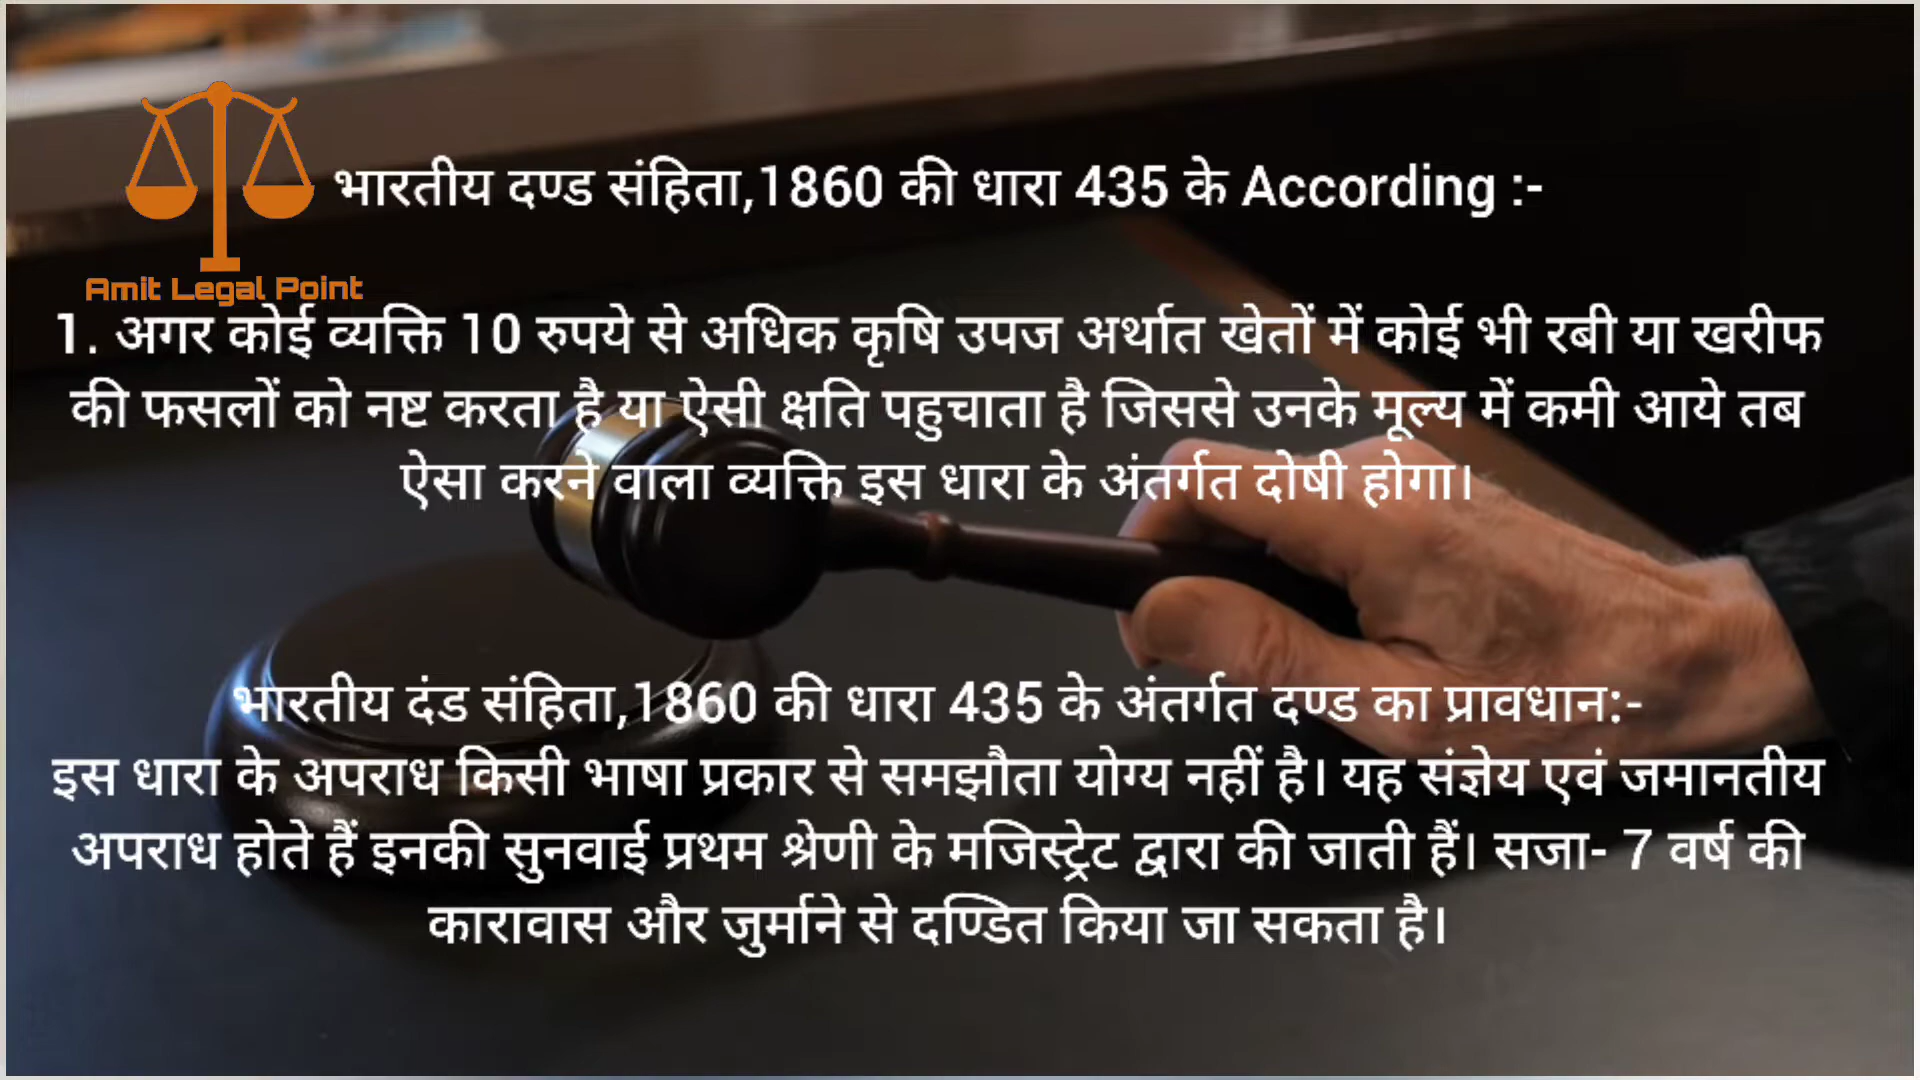 भारतीय दण्ड संहिता,1860 की धारा 435 के According :-
Amit Legal Point
1. अगर कोई व्यक्ति 10 रुपये से अधिक कृषि उपज अर्थात खेतों में कोई भी रबी या खरीफ
की फसलों को नष्ट करता है या ऐसी क्षति पहुचाता है जिससे उनके मूल्य में कमी आये तब
ऐसा करने वाला व्यक्ति इस धारा के अंतर्गत दोषी होगा।
भारतीय दंड संहिता,1860 की धारा 435 के अंतर्गत दण्ड का प्रावधान:-
इस धारा के अपराध किसी भाषा प्रकार से समझौता योग्य नहीं है। यह संज्ञेय एवं जमानतीय
अपराध होते हैं इनकी सुनवाई प्रथम श्रेणी के मजिस्ट्रेट द्वारा की जाती हैं। सजा- 7 वर्ष की
कारावास और जुर्माने से दण्डित किया जा सकता है।